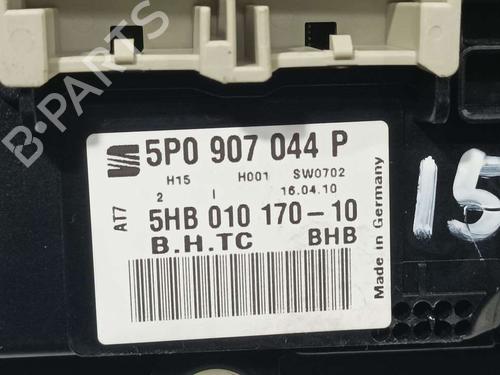 B-PARTS
5P0 907 044 P
H15 H001 SW0702
2 I 16.04.10
AT7
5HB 010 170-10
B.H.TC BHB
Made in Germany
15